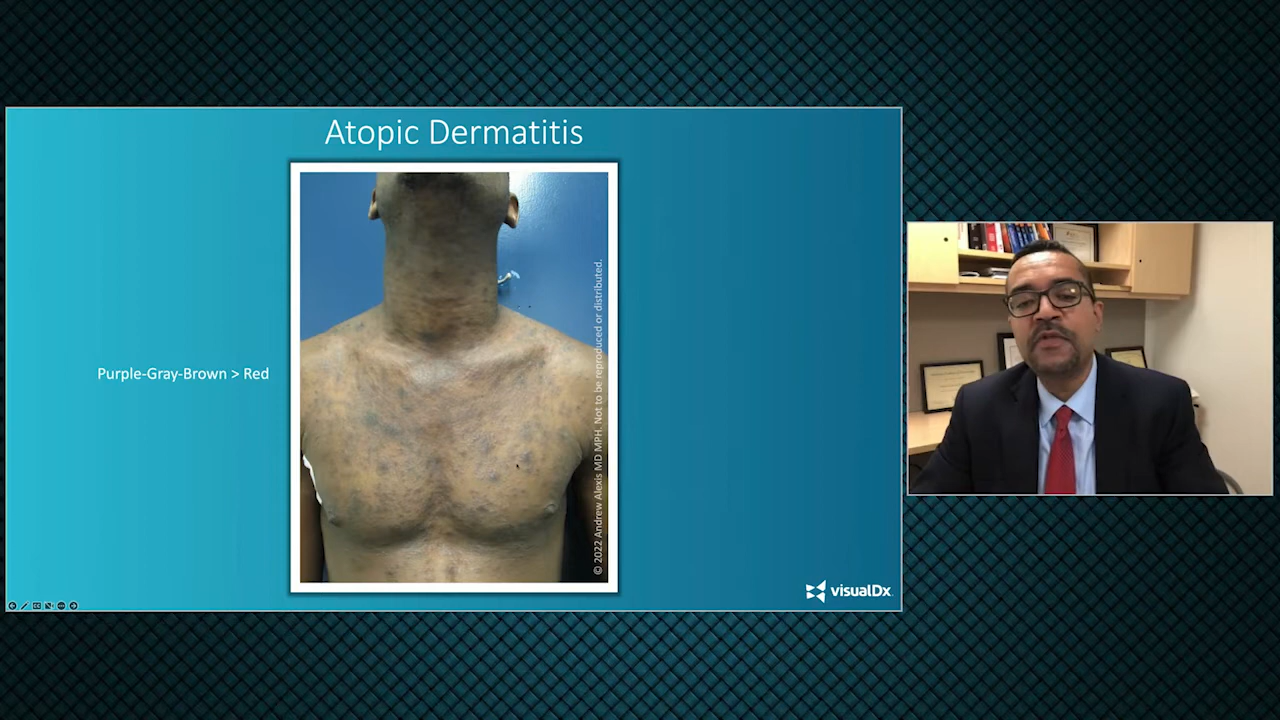 Atopic Dermatitis
Purple-Gray-Brown > Red
© 2022 Andrew Alexis MD MPH. Not to be reproduced or distributed.
visualDx